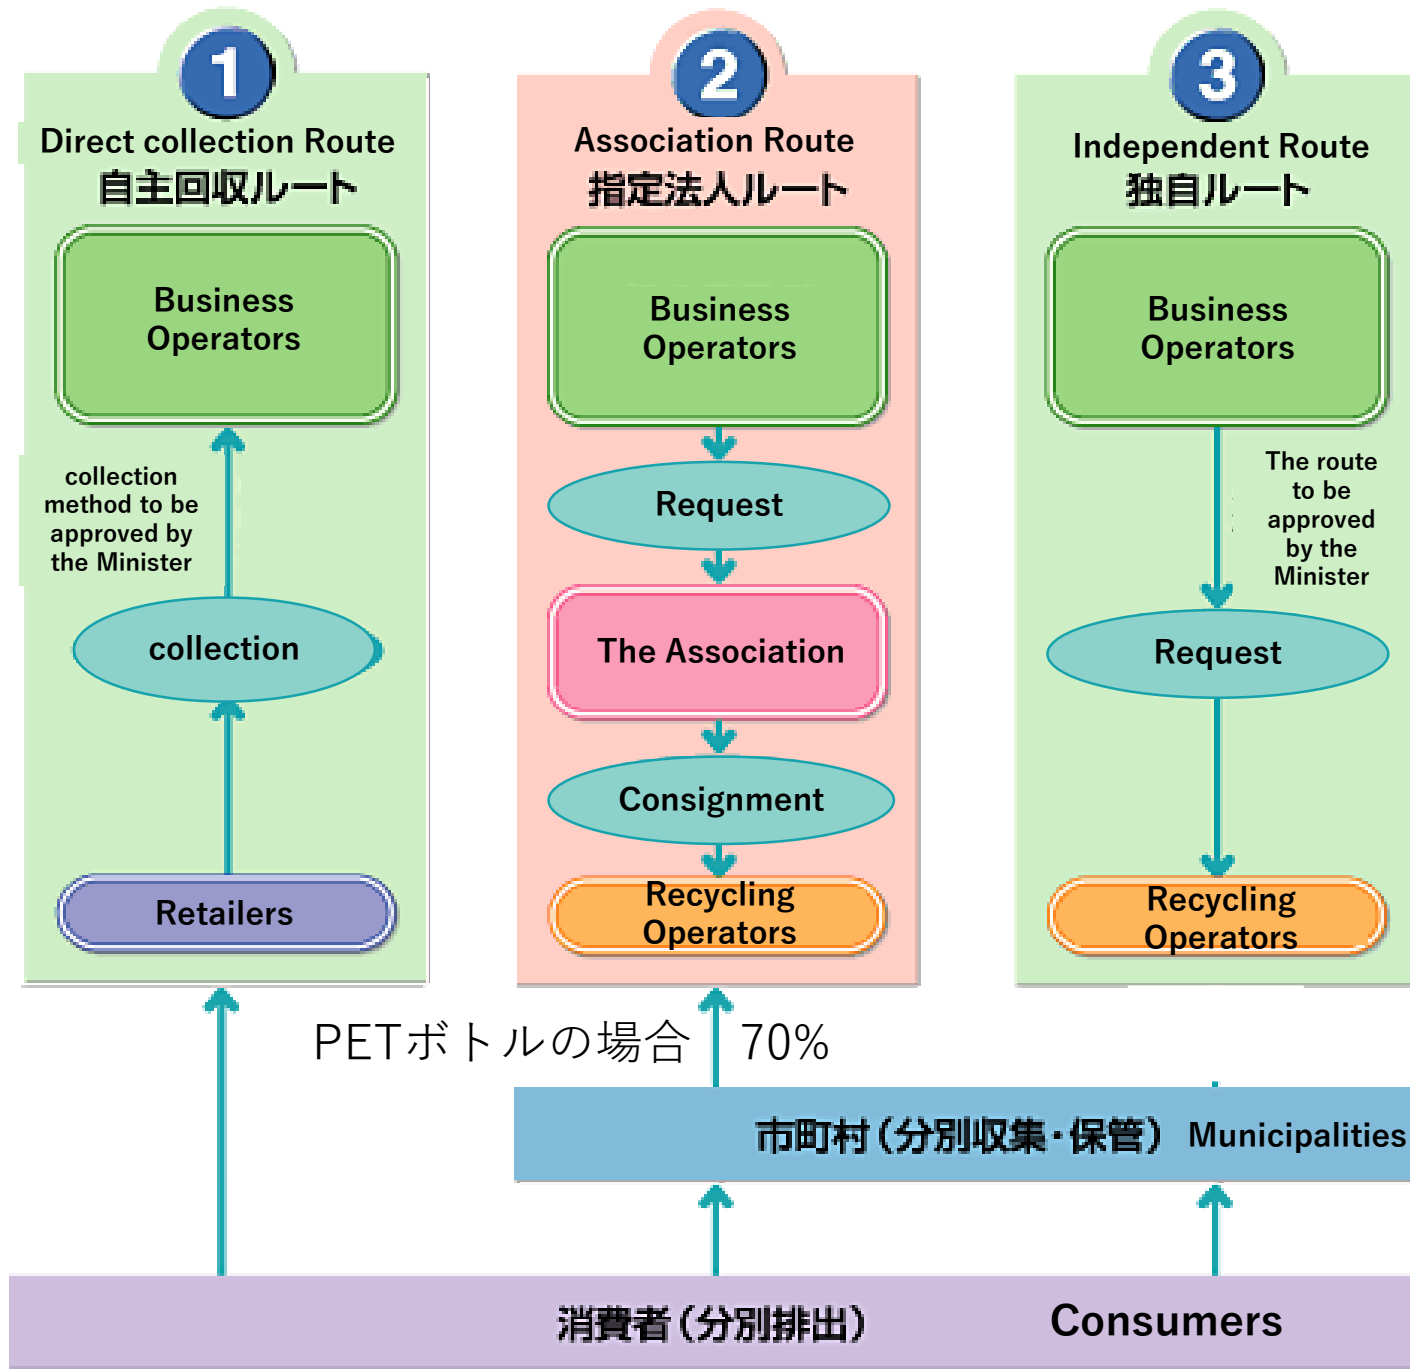 1
Direct collection Route
自主回収ルート
Business
Operators
collection
method to be
approved by
the Minister
collection
Retailers
2
Association Route
指定法人ルート
Business
Operators
Request
The Association
Consignment
Recycling
Operators
3
Independent Route
独自ルート
Business
Operators
The route
to be
approved
by the
Minister
Request
Recycling
Operators
PETボトルの場合 70%
市町村(分別収集・保管) Municipalities
消費者(分別排出) Consumers